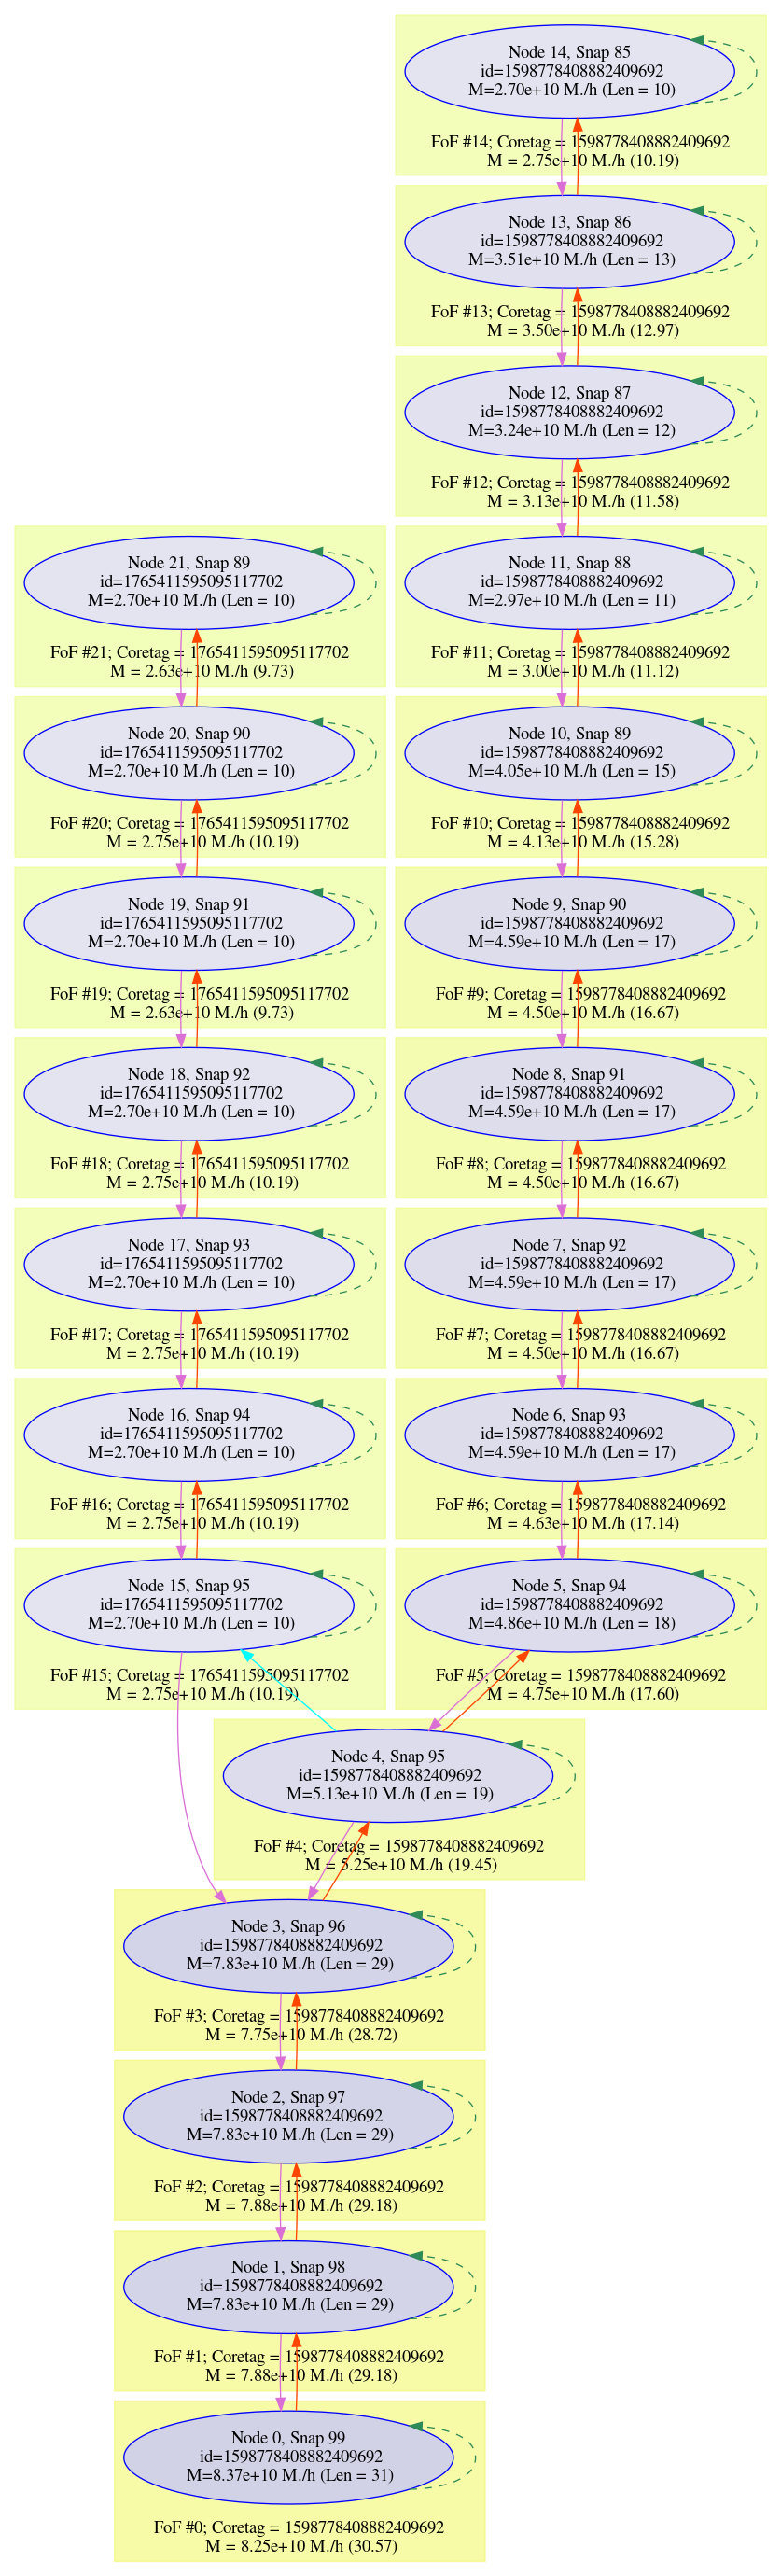 Node 14, Snap 85
id=1598778408882409692
M=2.70e+10 M./h (Len = 10)
FoF #14; Coretag = 1598778408882409692
M = 2.75e+10 M./h (10.19)
Node 13, Snap 86
id=1598778408882409692
M=3.51e+10 M./h (Len = 13)
FoF #13; Coretag = 1598778408882409692
M = 3.50e+10 M./h (12.97)
Node 12, Snap 87
id=1598778408882409692
M=3.24e+10 M./h (Len = 12)
FoF #12; Coretag = 1598778408882409692
M = 3.13e+10 M./h (11.58)
Node 21, Snap 89
id=1765411595095117702
M=2.70e+10 M./h (Len = 10)
FoF #21; Coretag = 1765411595095117702
M = 2.63e+10 M./h (9.73)
Node 11, Snap 88
id=1598778408882409692
M=2.97e+10 M./h (Len = 11)
FoF #11; Coretag = 1598778408882409692
M = 3.00e+10 M./h (11.12)
Node 20, Snap 90
id=1765411595095117702
M=2.70e+10 M./h (Len = 10)
FoF #20; Coretag = 1765411595095117702
M = 2.75e+10 M./h (10.19)
Node 10, Snap 89
id=1598778408882409692
M=4.05e+10 M./h (Len = 15)
FoF #10; Coretag = 1598778408882409692
M = 4.13e+10 M./h (15.28)
Node 19, Snap 91
id=1765411595095117702
M=2.70e+10 M./h (Len = 10)
FoF #19; Coretag = 1765411595095117702
M = 2.63e+10 M./h (9.73)
Node 9, Snap 90
id=1598778408882409692
M=4.59e+10 M./h (Len = 17)
FoF #9; Coretag = 1598778408882409692
M = 4.50e+10 M./h (16.67)
Node 18, Snap 92
id=1765411595095117702
M=2.70e+10 M./h (Len = 10)
FoF #18; Coretag = 1765411595095117702
M = 2.75e+10 M./h (10.19)
Node 8, Snap 91
id=1598778408882409692
M=4.59e+10 M./h (Len = 17)
FoF #8; Coretag = 1598778408882409692
M = 4.50e+10 M./h (16.67)
Node 17, Snap 93
id=1765411595095117702
M=2.70e+10 M./h (Len = 10)
FoF #17; Coretag = 1765411595095117702
M = 2.75e+10 M./h (10.19)
Node 7, Snap 92
id=1598778408882409692
M=4.59e+10 M./h (Len = 17)
FoF #7; Coretag = 1598778408882409692
M = 4.50e+10 M./h (16.67)
Node 16, Snap 94
id=1765411595095117702
M=2.70e+10 M./h (Len = 10)
FoF #16; Coretag = 1765411595095117702
M = 2.75e+10 M./h (10.19)
Node 6, Snap 93
id=1598778408882409692
M=4.59e+10 M./h (Len = 17)
FoF #6; Coretag = 1598778408882409692
M = 4.63e+10 M./h (17.14)
Node 15, Snap 95
id=1765411595095117702
M=2.70e+10 M./h (Len = 10)
FoF #15; Coretag = 1765411595095117702
M = 2.75e+10 M./h (10.19)
Node 5, Snap 94
id=1598778408882409692
M=4.86e+10 M./h (Len = 18)
FoF #5; Coretag = 1598778408882409692
M = 4.75e+10 M./h (17.60)
Node 4, Snap 95
id=1598778408882409692
M=5.13e+10 M./h (Len = 19)
FoF #4; Coretag = 1598778408882409692
M = 5.25e+10 M./h (19.45)
Node 3, Snap 96
id=1598778408882409692
M=7.83e+10 M./h (Len = 29)
FoF #3; Coretag = 1598778408882409692
M = 7.75e+10 M./h (28.72)
Node 2, Snap 97
id=1598778408882409692
M=7.83e+10 M./h (Len = 29)
FoF #2; Coretag = 1598778408882409692
M = 7.88e+10 M./h (29.18)
Node 1, Snap 98
id=1598778408882409692
M=7.83e+10 M./h (Len = 29)
FoF #1; Coretag = 1598778408882409692
M = 7.88e+10 M./h (29.18)
Node 0, Snap 99
id=1598778408882409692
M=8.37e+10 M./h (Len = 31)
FoF #0; Coretag = 1598778408882409692
M = 8.25e+10 M./h (30.57)